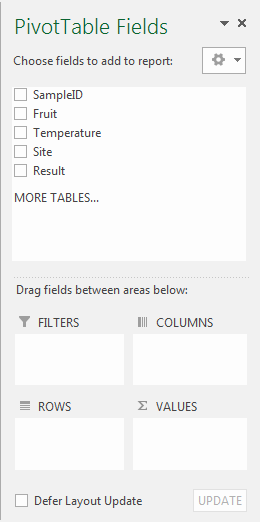 PivotTable Fields
Choose fields to add to report:
SampleID
Fruit
Temperature
Site
Result
MORE TABLES...
Drag fields between areas below:
FILTERS
COLUMNS
ROWS
Σ VALUES
Defer Layout Update
UPDATE